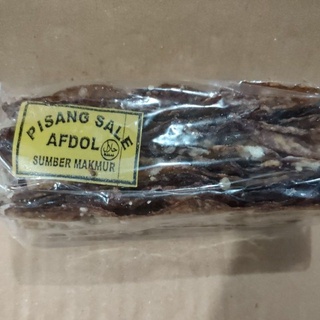 PISANG SALE
AFDOL
SUMBER MAKMUR